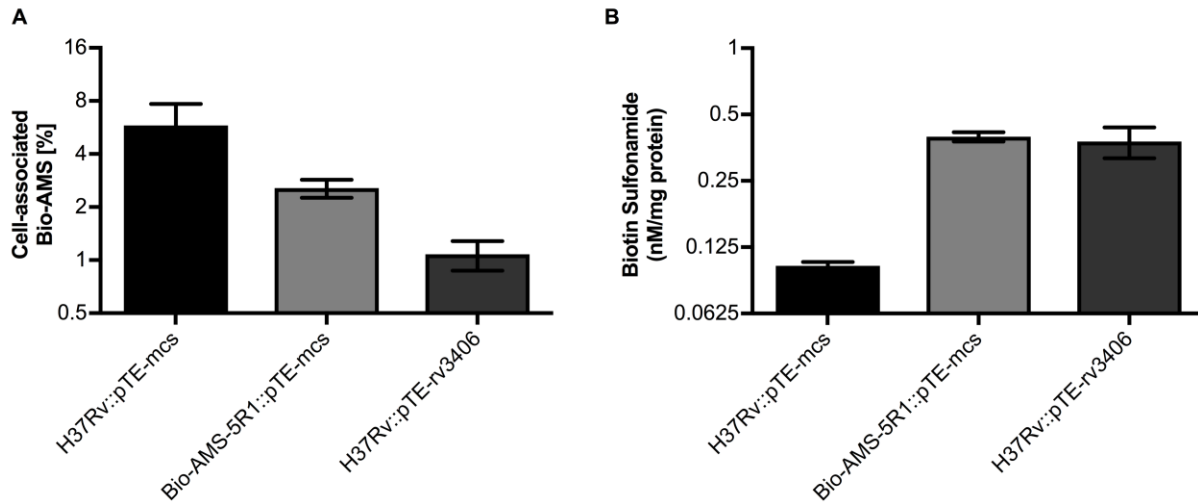 A
Cell-associated
Bio-AMS [%]
16
8
4
2
1
0.5
H37Rv::pTE-mcs
Bio-AMS-5R1::pTE-mcs
H37Rv::pTE-rv3406
B
Biotin Sulfonamide
(nM/mg protein)
1
0.5
0.25
0.125
0.0625
H37Rv::pTE-mcs
Bio-AMS-5R1::pTE-mcs
H37Rv::pTE-rv3406